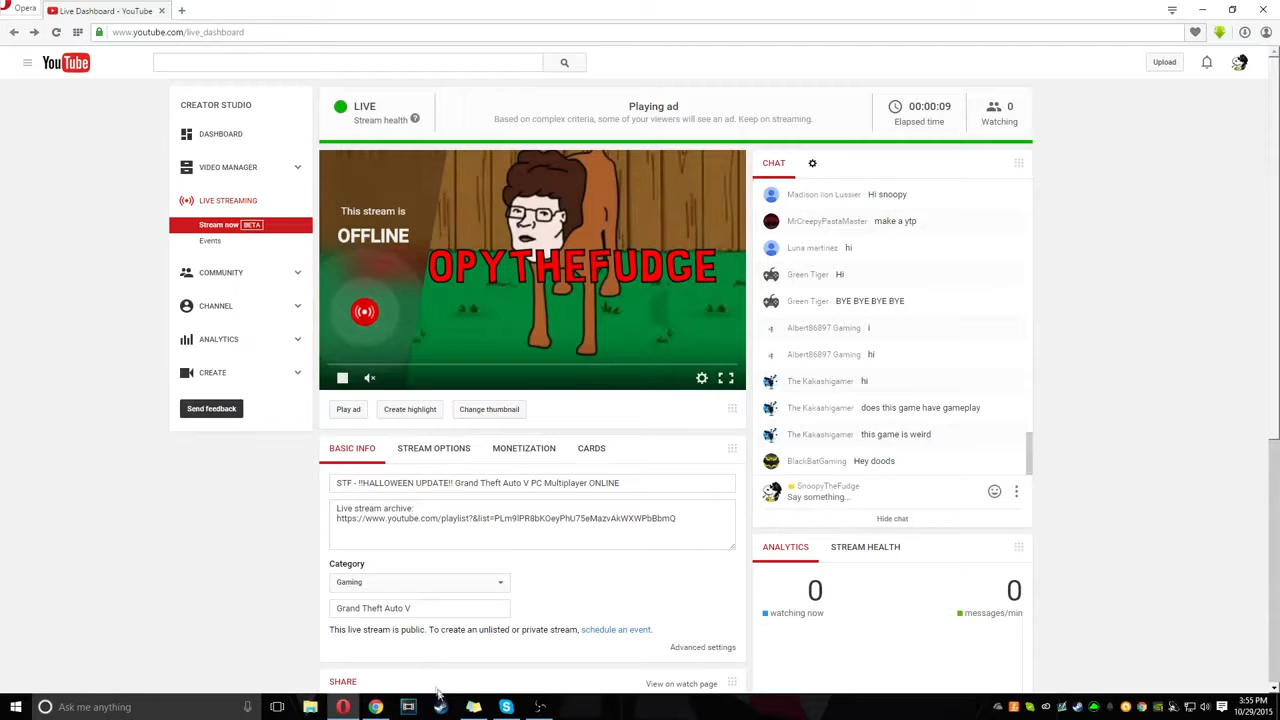 Opera
Live Dashboard - YouTube
www.youtube.com/live_dashboard
YouTube
Upload
CREATOR STUDIO
DASHBOARD
VIDEO MANAGER
LIVE STREAMING
Stream now BETA
Events
COMMUNITY
CHANNEL
ANALYTICS
CREATE
Send feedback
LIVE
Stream health
Playing ad
Based on complex criteria, some of your viewers will see an ad. Keep on streaming.
00:00:09
Elapsed time
0
Watching
This stream is
OFFLINE
OPYTHEFUDGE
Play ad
Create highlight
Change thumbnail
BASIC INFO
STREAM OPTIONS
MONETIZATION
CARDS
STF - !!HALLOWEEN UPDATE!! Grand Theft Auto V PC Multiplayer ONLINE
Live stream archive:
https://www.youtube.com/playlist?&list=PLm9lPR8bKOeyPhU75eMazvAkWXWPbBbmQ
Category
Gaming
Grand Theft Auto V
This live stream is public. To create an unlisted or private stream, schedule an event.
Advanced settings
SHARE
View on watch page
CHAT
Madison lion Lussier Hi snoopy
MrCreepyPastaMaster make a ytp
Luna martinez hi
Green Tiger Hi
Green Tiger BYE BYE BYE BYE
Albert86897 Gaming i
Albert86897 Gaming hi
The Kakashigamer hi
The Kakashigamer does this game have gameplay
The Kakashigamer this game is weird
BlackBatGaming Hey doods
SnoopyTheFudge
Say something...
Hide chat
ANALYTICS
STREAM HEALTH
0
watching now
0
messages/min
Ask me anything
3:55 PM
10/29/2015